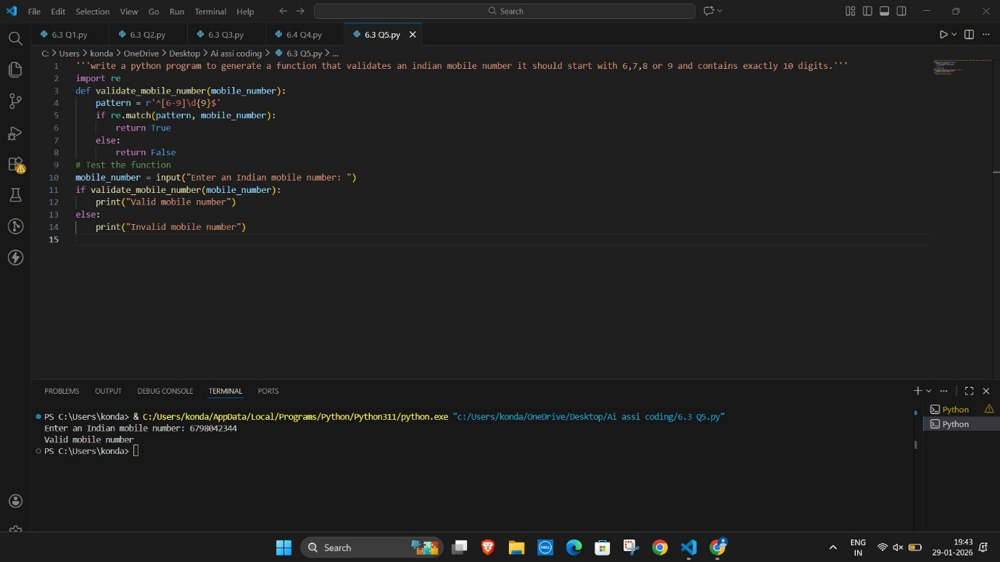 File Edit Selection View Go Run Terminal Help
Search
6.3 Q1.py 6.3 Q2.py 6.3 Q3.py 6.4 Q4.py 6.3 Q5.py
C: > Users > konda > OneDrive > Desktop > Ai assi coding > 6.3 Q5.py > ...
1 '''write a python program to generate a function that validates an indian mobile number it should start with 6,7,8 or 9 and contains exactly 10 digits.'''
2 import re
3 def validate_mobile_number(mobile_number):
4     pattern = r'^[6-9]\d{9}$'
5     if re.match(pattern, mobile_number):
6         return True
7     else:
8         return False
9 # Test the function
10 mobile_number = input("Enter an Indian mobile number: ")
11 if validate_mobile_number(mobile_number):
12     print("Valid mobile number")
13 else:
14     print("Invalid mobile number")
15
PROBLEMS OUTPUT DEBUG CONSOLE TERMINAL PORTS
PS C:\Users\konda> & C:/Users/konda/AppData/Local/Programs/Python/Python311/python.exe "c:/Users/konda/OneDrive/Desktop/Ai assi coding/6.3 Q5.py"
Enter an Indian mobile number: 6798042344
Valid mobile number
PS C:\Users\konda>
Python
Python
Search
DELL
ENG
IN
19:43
29-01-2026